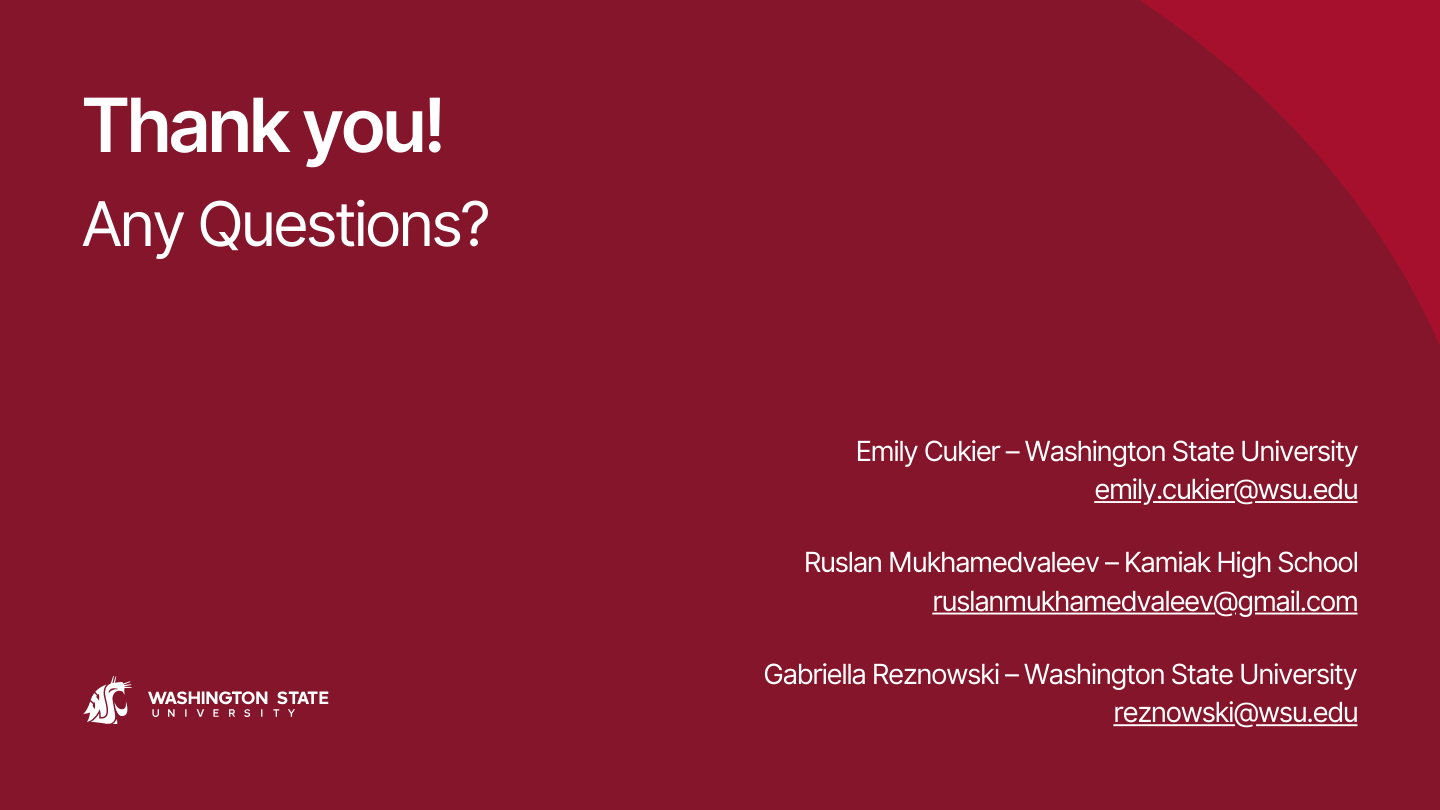 Thank you!
Any Questions?
Emily Cukier – Washington State University
emily.cukier@wsu.edu
Ruslan Mukhamedvaleev – Kamiak High School
ruslanmukhamedvaleev@gmail.com
Gabriella Reznowski – Washington State University
reznowski@wsu.edu
WASHINGTON STATE
UNIVERSITY